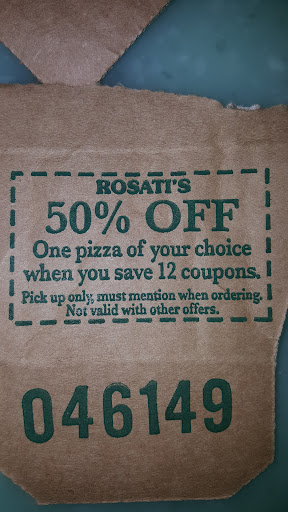 ROSATI'S
50% OFF
One pizza of your choice
when you save 12 coupons.
Pick up only, must mention when ordering.
Not valid with other offers.
046149